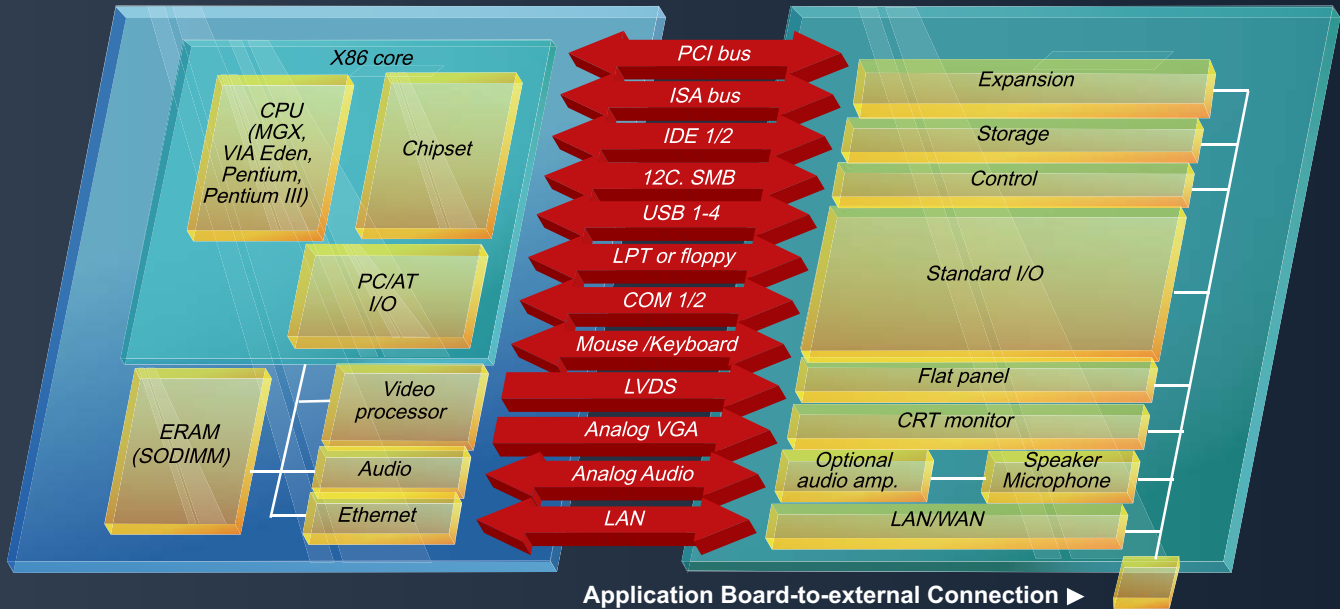 X86 core
CPU
(MGX,
VIA Eden,
Pentium,
Pentium III)
Chipset
PC/AT
I/O
ERAM
(SODIMM)
Video
processor
Audio
Ethernet
PCI bus
ISA bus
IDE 1/2
12C. SMB
USB 1-4
LPT or floppy
COM 1/2
Mouse /Keyboard
LVDS
Analog VGA
Analog Audio
LAN
Expansion
Storage
Control
Standard I/O
Flat panel
CRT monitor
Optional
audio amp.
Speaker
Microphone
LAN/WAN
Application Board-to-external Connection ▶